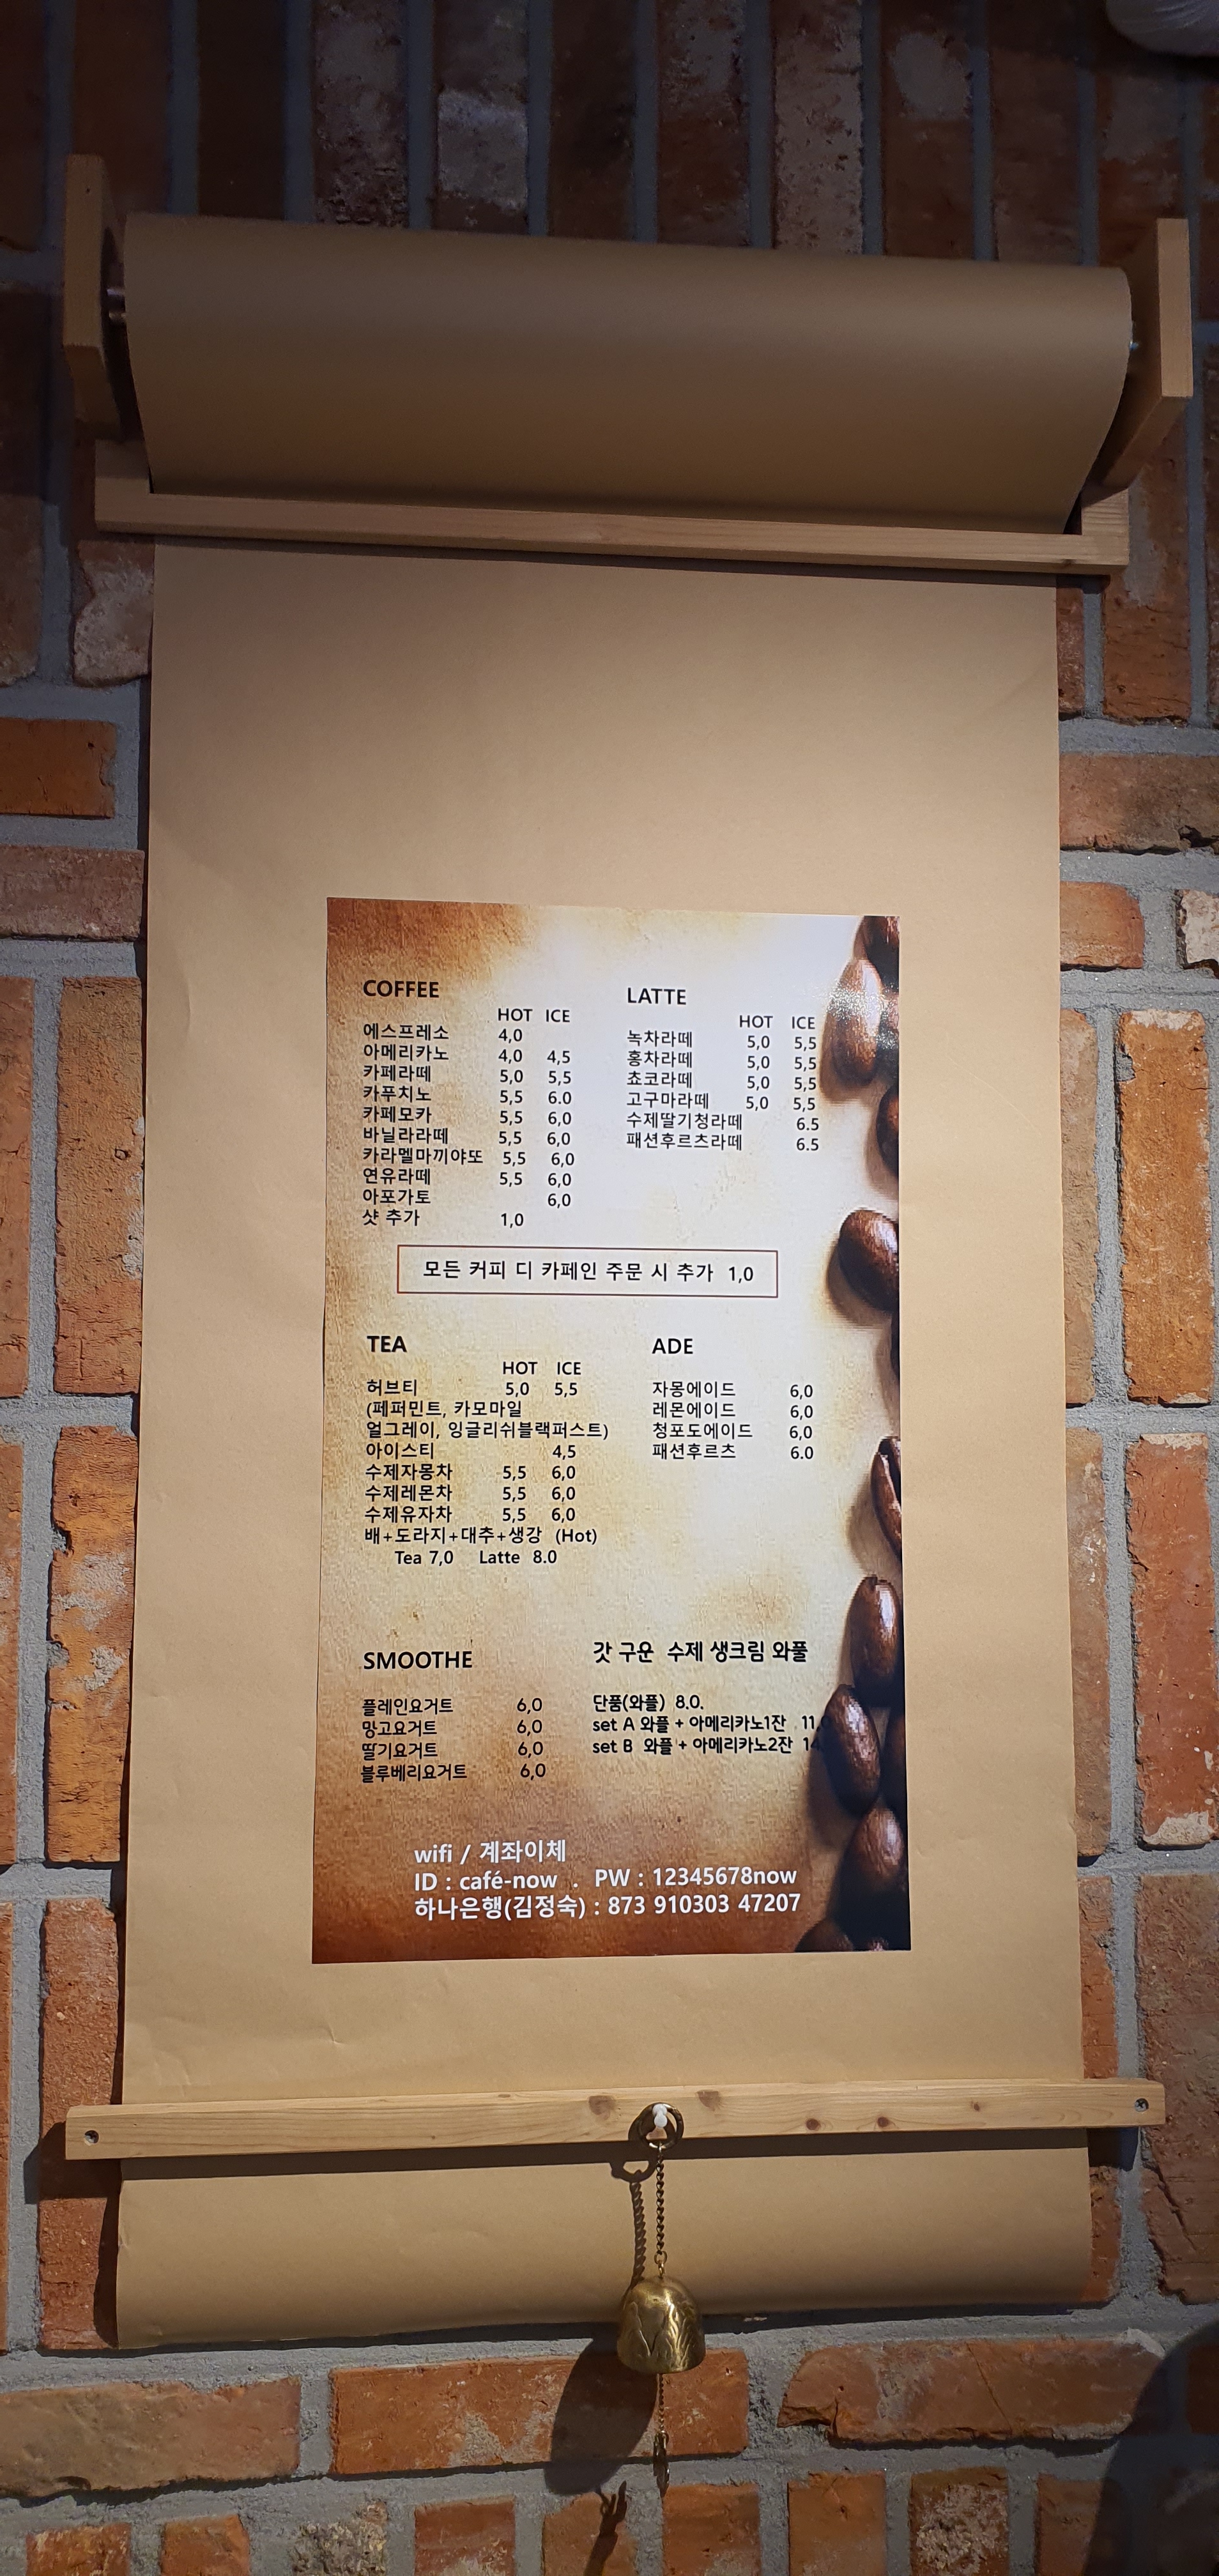 COFFEE
HOT ICE
에스프레소 4,0
아메리카노 4,0 4,5
카페라떼 5,0 5,5
카푸치노 5,5 6.0
카페모카 5,5 6,0
바닐라라떼 5,5 6,0
카라멜마끼야또 5,5 6,0
연유라떼 5,5 6,0
아포가토 6,0
샷 추가 1,0
LATTE
HOT ICE
녹차라떼 5,0 5,5
홍차라떼 5,0 5,5
쵸코라떼 5,0 5,5
고구마라떼 5,0 5,5
수제딸기청라떼 6.5
패션후르츠라떼 6.5
모든 커피 디 카페인 주문 시 추가 1,0
TEA
HOT ICE
허브티 5,0 5,5
(페퍼민트, 카모마일
얼그레이, 잉글리쉬블랙퍼스트)
아이스티 4,5
수제자몽차 5,5 6,0
수제레몬차 5,5 6,0
수제유자차 5,5 6,0
배+도라지+대추+생강 (Hot)
Tea 7,0 Latte 8.0
ADE
자몽에이드 6,0
레몬에이드 6,0
청포도에이드 6,0
패션후르츠 6.0
SMOOTHE
플레인요거트 6,0
망고요거트 6,0
딸기요거트 6,0
블루베리요거트 6,0
갓 구운 수제 생크림 와풀
단품(와플) 8.0.
set A 와플 + 아메리카노1잔 11
set B 와플 + 아메리카노2잔 14
wifi / 계좌이체
ID : café-now . PW : 12345678now
하나은행(김정숙) : 873 910303 47207